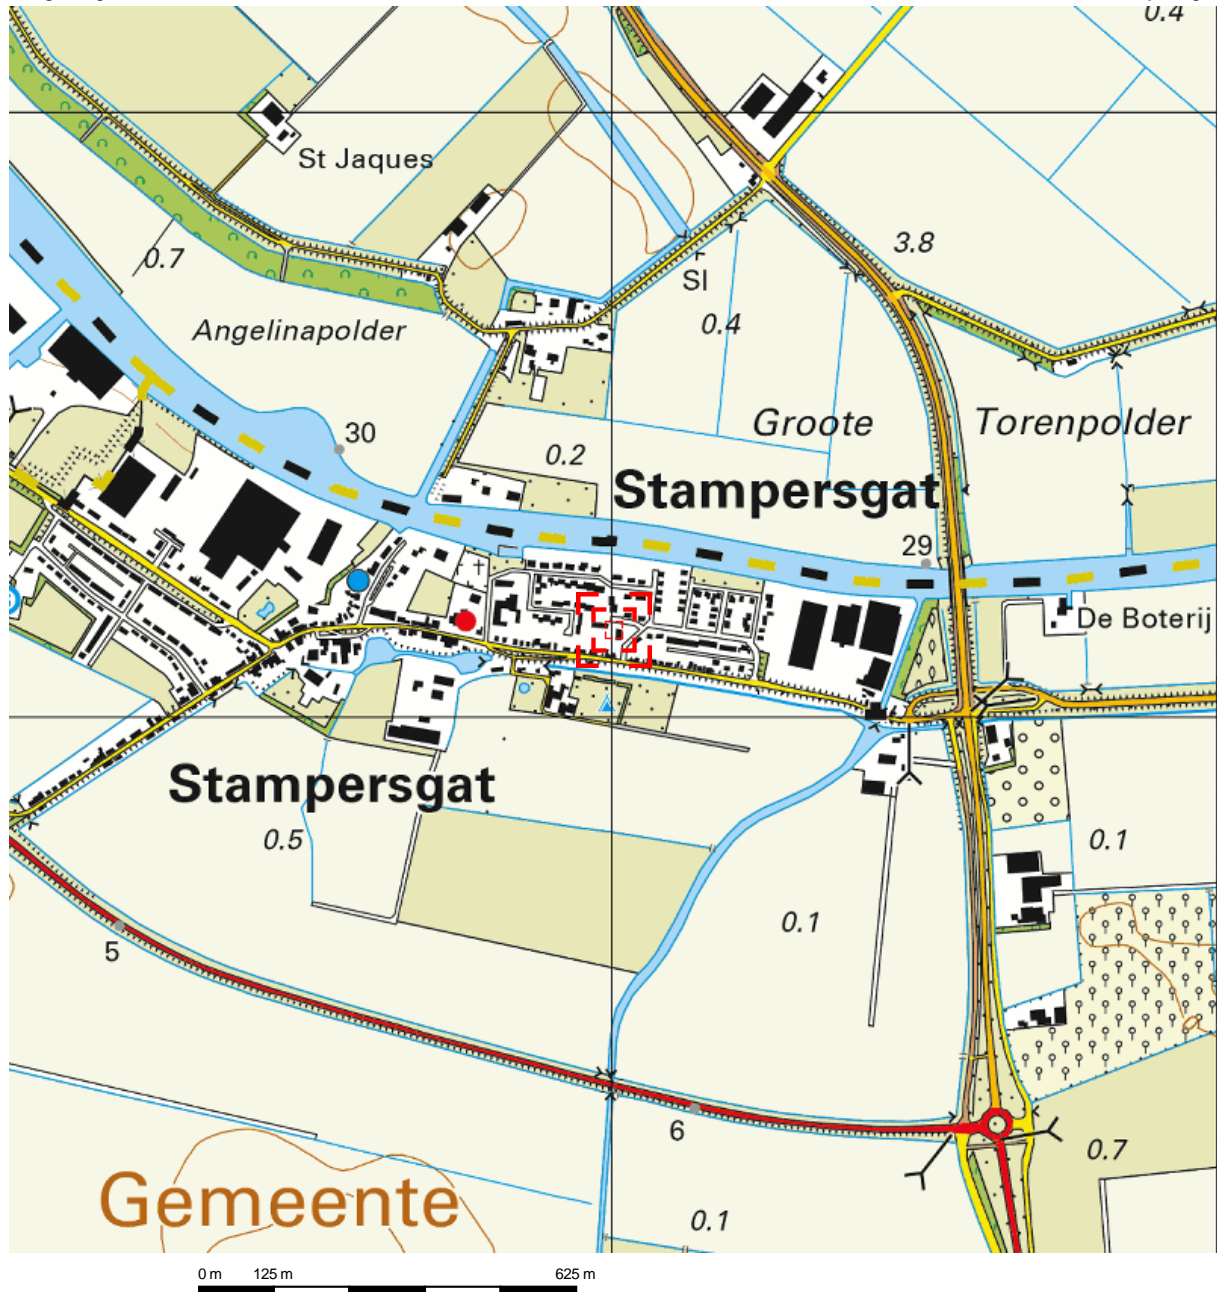 0.4
St Jaques
0.7
3.8
Sl
Angelinapolder
0.4
30
Groote
Torenpolder
0.2
Stampersgat
29
De Boterij
Stampersgat
0.5
0.1
0.1
5
6
0.7
Gemeente
0.1
0 m 125 m 625 m